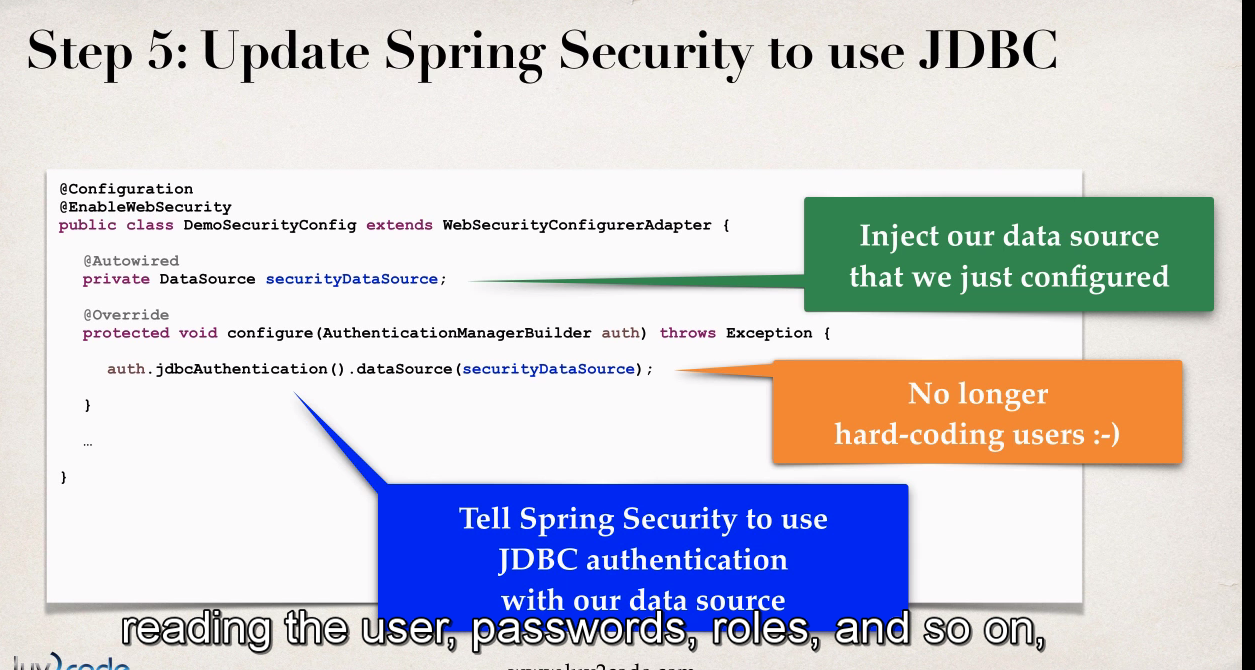 Step 5: Update Spring Security to use JDBC
@Configuration
@EnableWebSecurity
public class DemoSecurityConfig extends WebSecurityConfigurerAdapter {
@Autowired
private DataSource securityDataSource;
@Override
protected void configure(AuthenticationManagerBuilder auth) throws Exception {
auth.jdbcAuthentication().dataSource(securityDataSource);
}
…
}
Inject our data source
that we just configured
No longer
hard-coding users :-)
Tell Spring Security to use
JDBC authentication
with our data source
reading the user, passwords, roles, and so on,